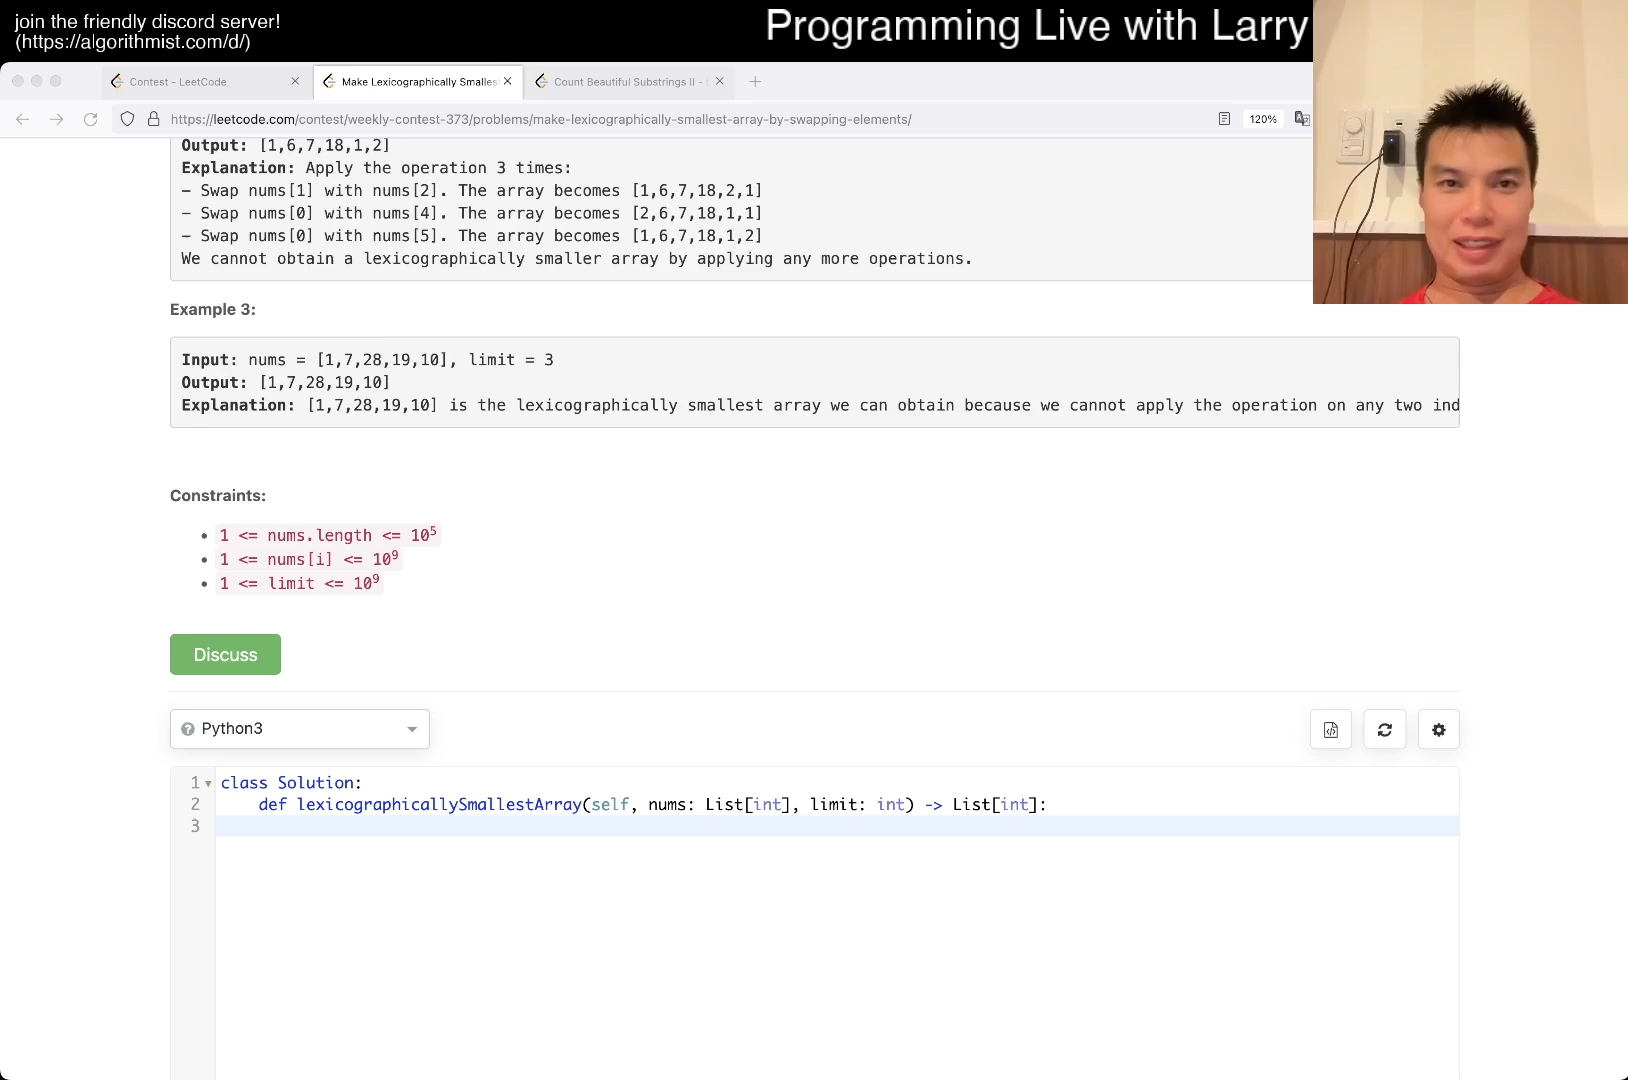 join the friendly discord server!
(https://algorithmist.com/d/)
Programming Live with Larry
Contest - LeetCode
Make Lexicographically Smalles
Count Beautiful Substrings II -
https://leetcode.com/contest/weekly-contest-373/problems/make-lexicographically-smallest-array-by-swapping-elements/
120%
Output: [1,6,7,18,1,2]
Explanation: Apply the operation 3 times:
- Swap nums[1] with nums[2]. The array becomes [1,6,7,18,2,1]
- Swap nums[0] with nums[4]. The array becomes [2,6,7,18,1,1]
- Swap nums[0] with nums[5]. The array becomes [1,6,7,18,1,2]
We cannot obtain a lexicographically smaller array by applying any more operations.
Example 3:
Input: nums = [1,7,28,19,10], limit = 3
Output: [1,7,28,19,10]
Explanation: [1,7,28,19,10] is the lexicographically smallest array we can obtain because we cannot apply the operation on any two ind
Constraints:
• 1 <= nums.length <= 10⁵
• 1 <= nums[i] <= 10⁹
• 1 <= limit <= 10⁹
Discuss
Python3
1 class Solution:
2 def lexicographicallySmallestArray(self, nums: List[int], limit: int) -> List[int]:
3